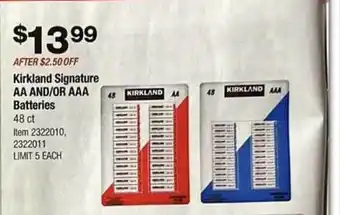 $13.99
AFTER $2.50 OFF
Kirkland Signature
AA AND/OR AAA
Batteries
48 ct
Item 2322010,
2322011
LIMIT 5 EACH
48 KIRKLAND AA
48 KIRKLAND AAA